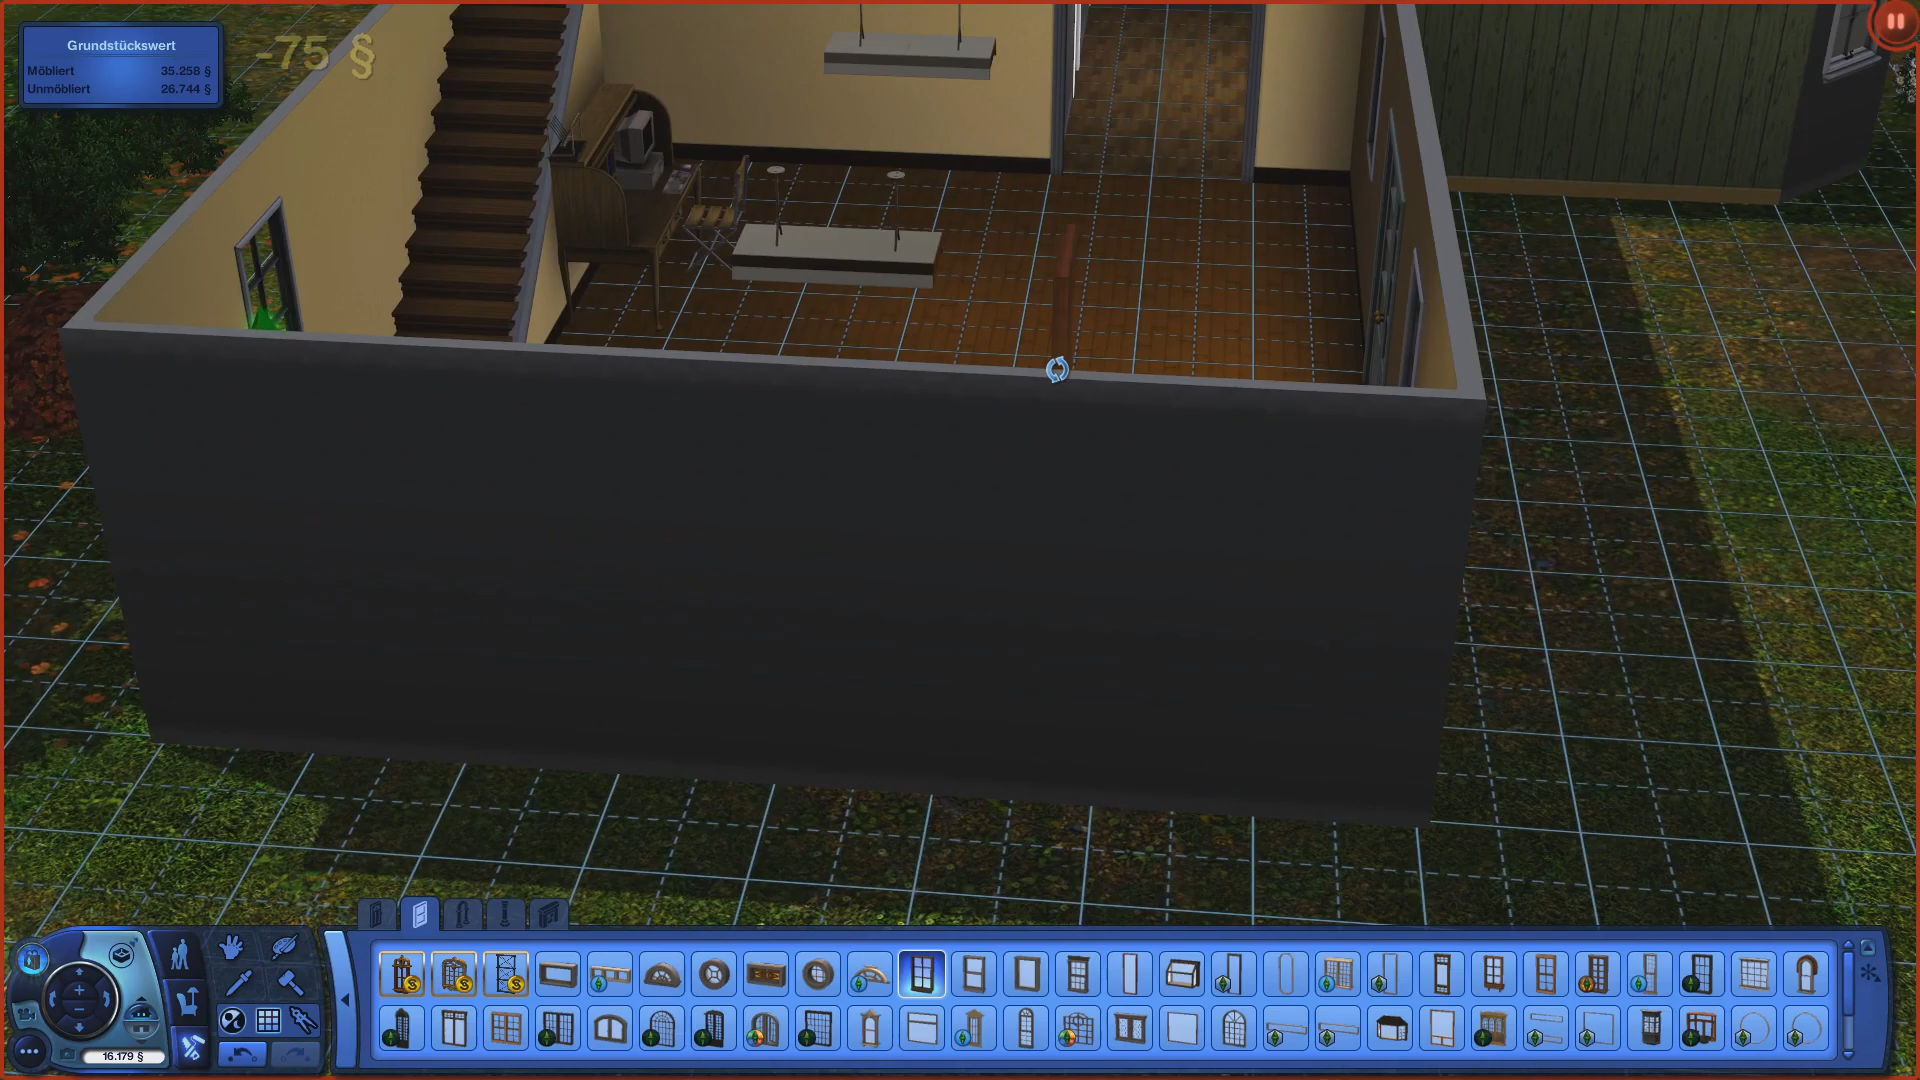 Grundstückswert
Möbliert 35.258 §
Unmöbliert 26.744 §
-75 §
16.179 §